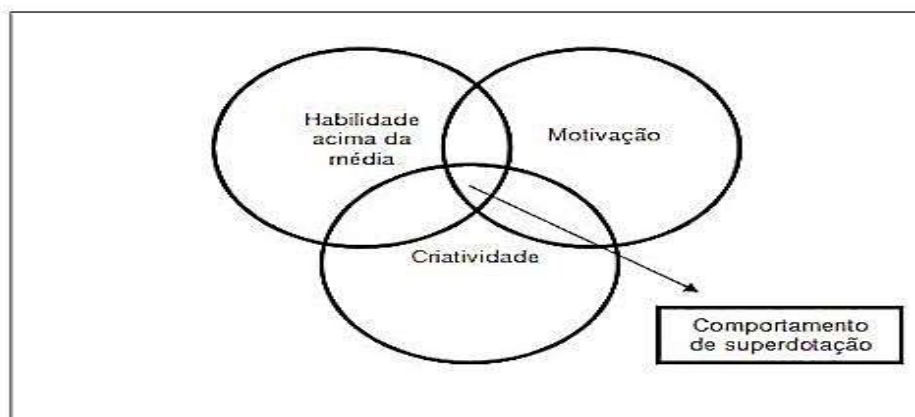 Habilidade
acima da
média
Motivação
Criatividade
Comportamento
de superdotação